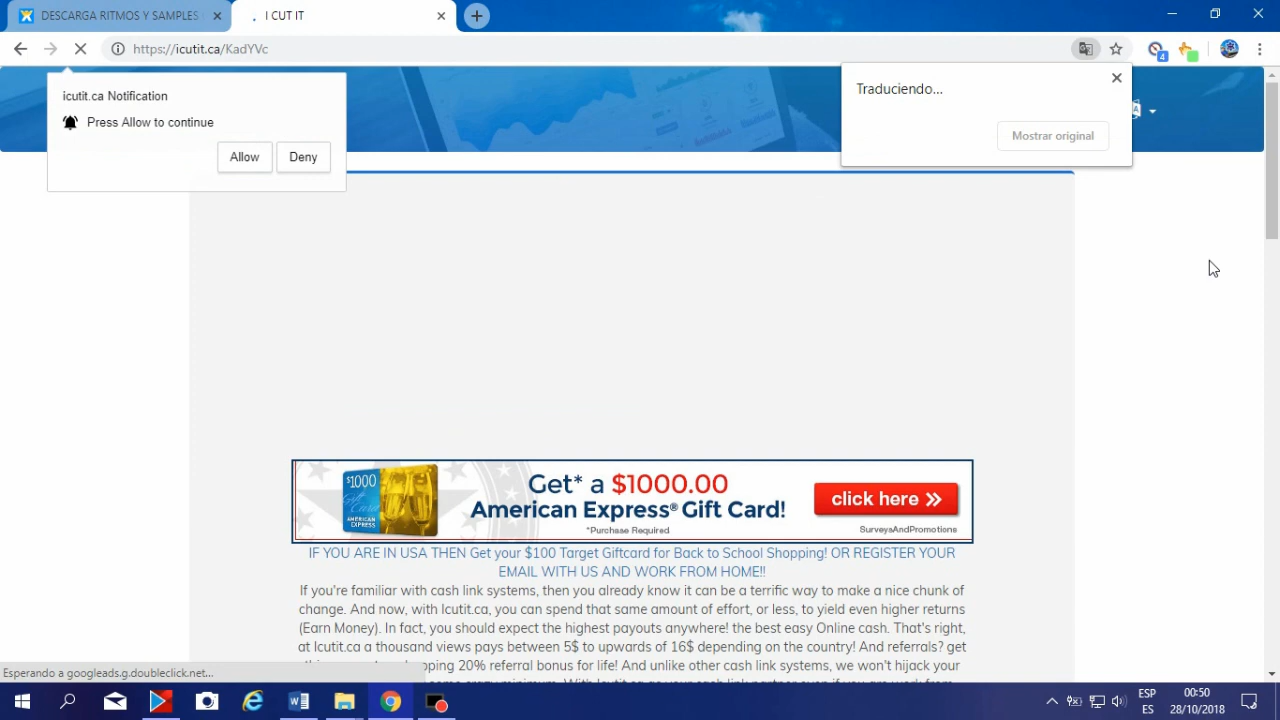 DESCARGA RITMOS Y SAMPLES
I CUT IT
https://icutit.ca/KadYVc
4
icutit.ca Notification
Press Allow to continue
Allow
Deny
Traduciendo...
Mostrar original
$1000
Gift Card
AMERICAN
EXPRESS
Get* a $1000.00
American Express® Gift Card!
*Purchase Required
click here
SurveysAndPromotions
IF YOU ARE IN USA THEN Get your $100 Target Giftcard for Back to School Shopping! OR REGISTER YOUR
EMAIL WITH US AND WORK FROM HOME!!
If you're familiar with cash link systems, then you already know it can be a terrific way to make a nice chunk of
change. And now, with Icutit.ca, you can spend that same amount of effort, or less, to yield even higher returns
(Earn Money). In fact, you should expect the highest payouts anywhere! the best easy Online cash. That's right,
at Icutit.ca a thousand views pays between 5$ to upwards of 16$ depending on the country! And referrals? get
20% referral bonus for life! And unlike other cash link systems, we won't hijack your
Esperando a googleads.g.doubleclick.net...
ESP
ES
00:50
28/10/2018